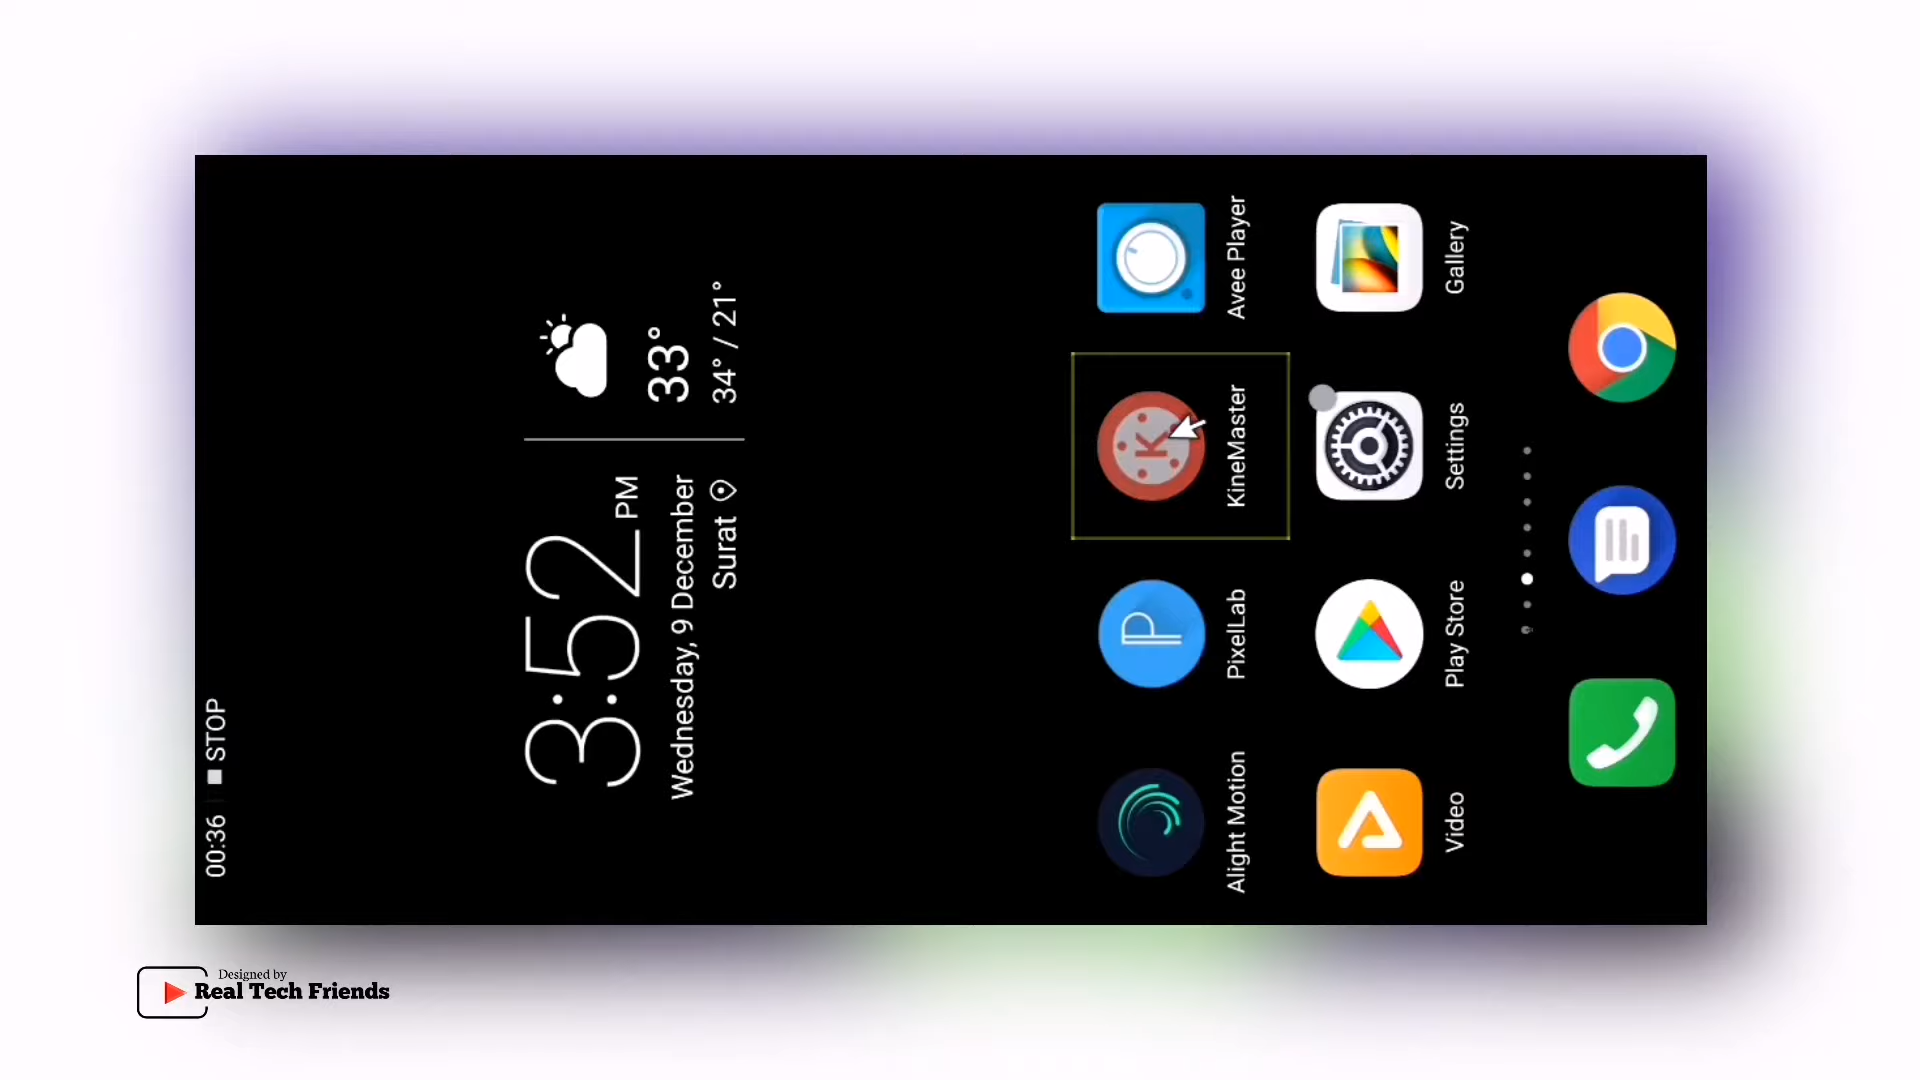 00:36 STOP
3:52 PM
Wednesday, 9 December
Surat
33°
34° / 21°
Alight Motion
PixelLab
KineMaster
Avee Player
Video
Play Store
Settings
Gallery
Designed by
Real Tech Friends